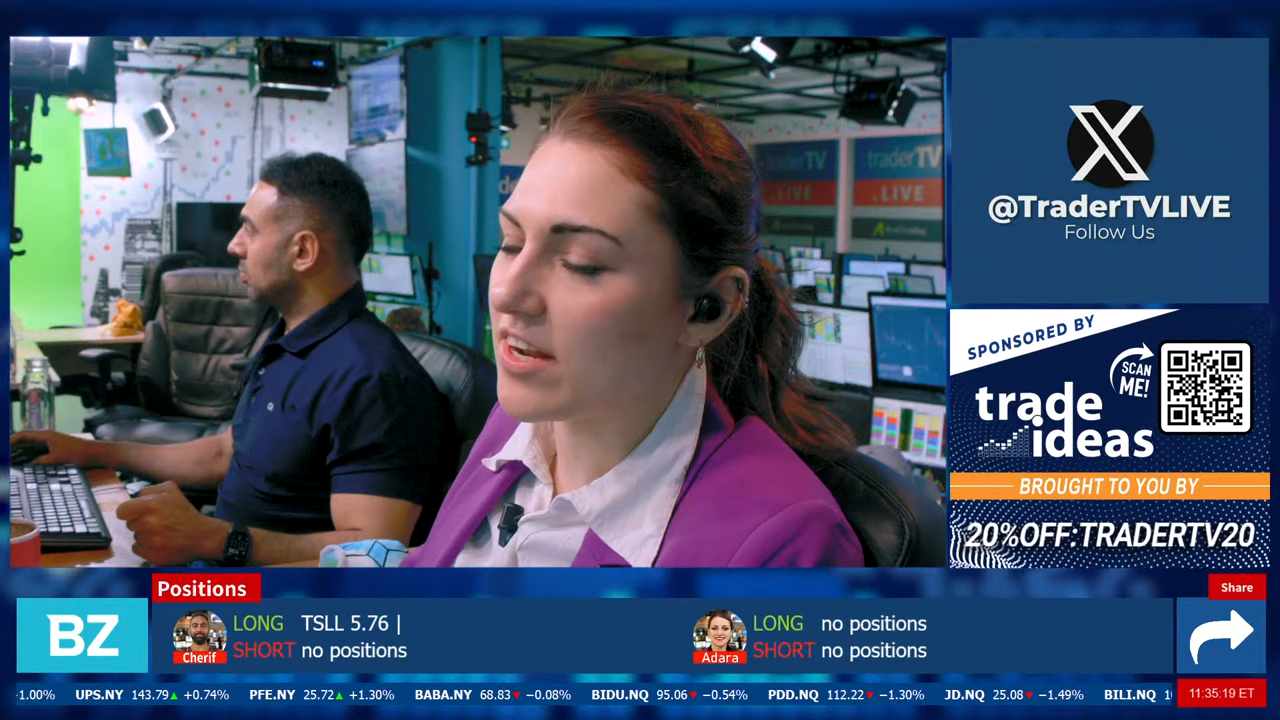 traderTV
.LIVE
traderTV
.LIVE
@TraderTVLIVE
Follow Us
SPONSORED BY
SCAN
ME!
trade
ideas
BROUGHT TO YOU BY
20%OFF:TRADERTV20
Positions
Share
BZ
Cherif
LONG TSLL 5.76 |
SHORT no positions
Adara
LONG no positions
SHORT no positions
-1.00% UPS.NY 143.79▲ +0.74% PFE.NY 25.72▲ +1.30% BABA.NY 68.83▼ −0.08% BIDU.NQ 95.06▼ −0.54% PDD.NQ 112.22▼ −1.30% JD.NQ 25.08▼ −1.49% BILI.NQ
11:35:19 ET